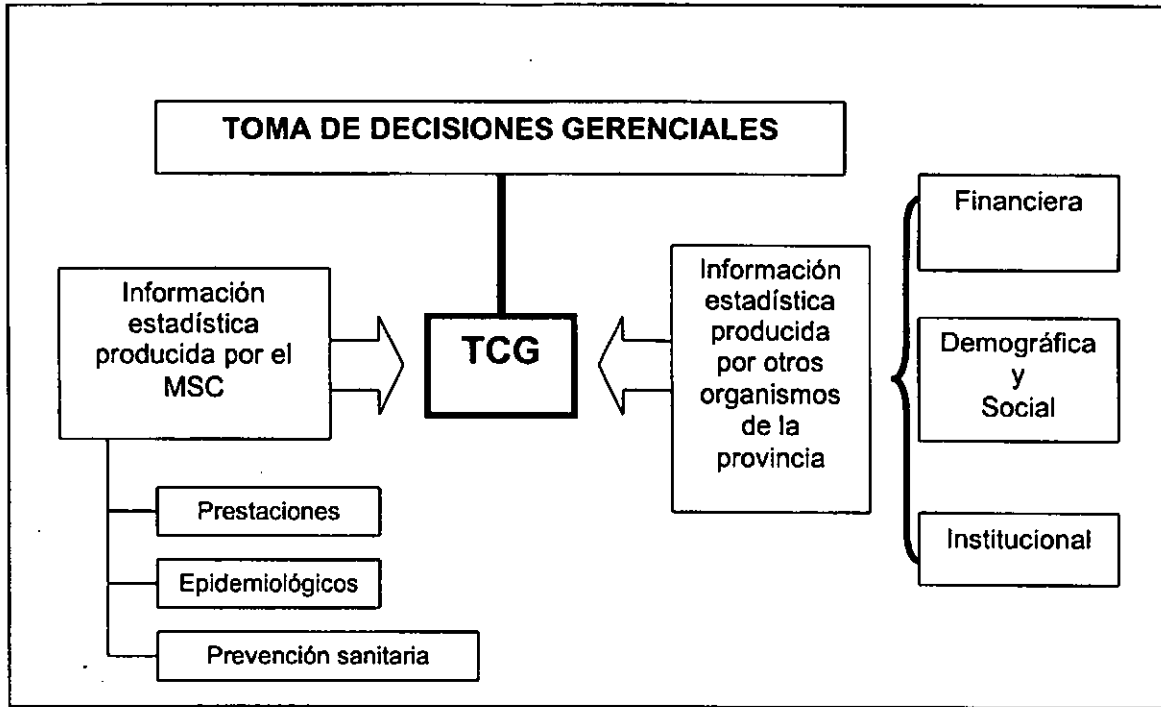 TOMA DE DECISIONES GERENCIALES
Información
estadística
producida por el
MSC
TCG
Información
estadística
producida
por otros
organismos
de la
provincia
Financiera
Demográfica
y
Social
Institucional
Prestaciones
Epidemiológicos
Prevención sanitaria